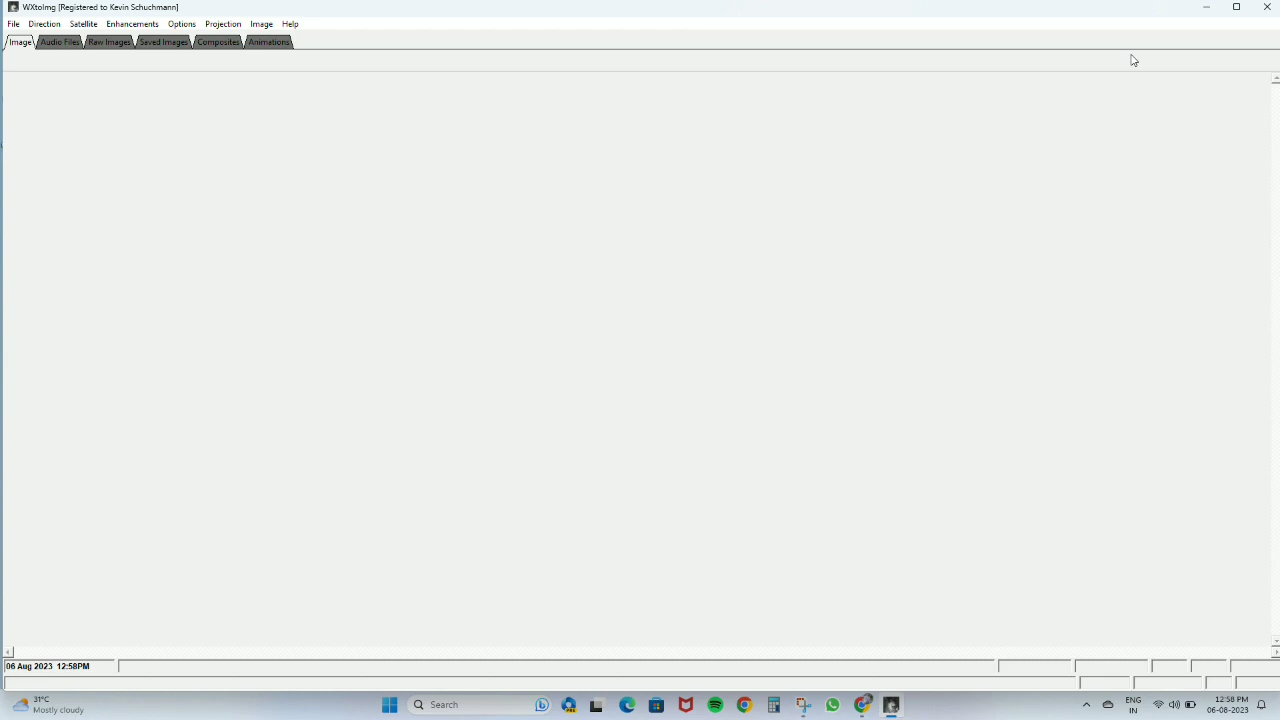 WXtoImg [Registered to Kevin Schuchmann]
File Direction Satellite Enhancements Options Projection Image Help
Image Audio Files Raw Images Saved Images Composites Animations
06 Aug 2023 12:58PM
31°C
Mostly cloudy
Search
ENG
IN
12:58 PM
06-08-2023